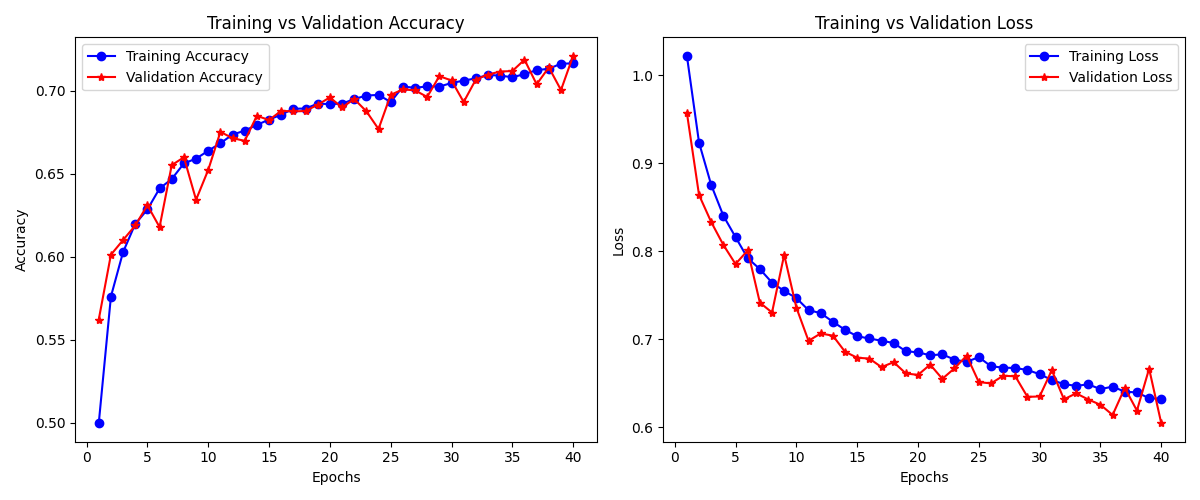 Training vs Validation Accuracy
Training Accuracy
Validation Accuracy
Accuracy
0.70
0.65
0.60
0.55
0.50
0 5 10 15 20 25 30 35 40
Epochs
Training vs Validation Loss
Training Loss
Validation Loss
Loss
1.0
0.9
0.8
0.7
0.6
0 5 10 15 20 25 30 35 40
Epochs